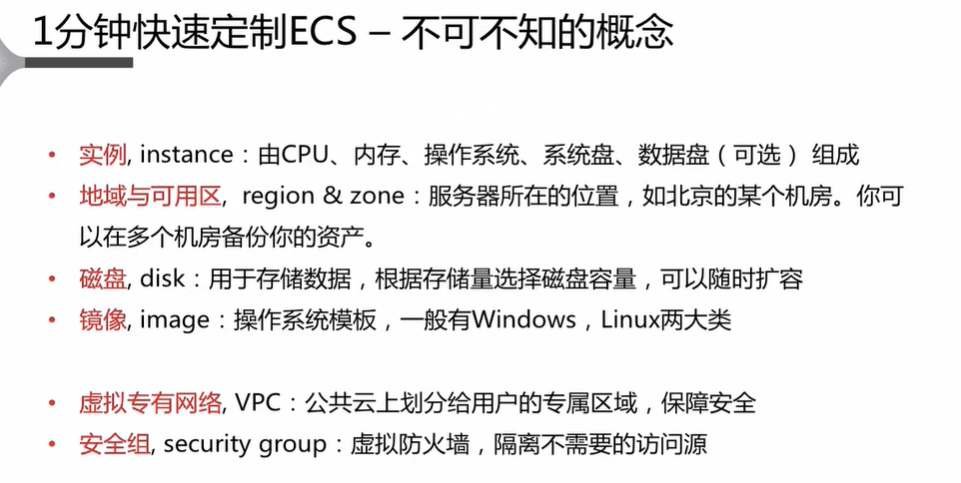 1分钟快速定制ECS – 不可不知的概念
• 实例, instance：由CPU、内存、操作系统、系统盘、数据盘（可选） 组成
• 地域与可用区, region & zone：服务器所在的位置，如北京的某个机房。你可
以在多个机房备份你的资产。
• 磁盘, disk：用于存储数据，根据存储量选择磁盘容量，可以随时扩容
• 镜像, image：操作系统模板，一般有Windows，Linux两大类
• 虚拟专有网络, VPC：公共云上划分给用户的专属区域，保障安全
• 安全组, security group：虚拟防火墙，隔离不需要的访问源